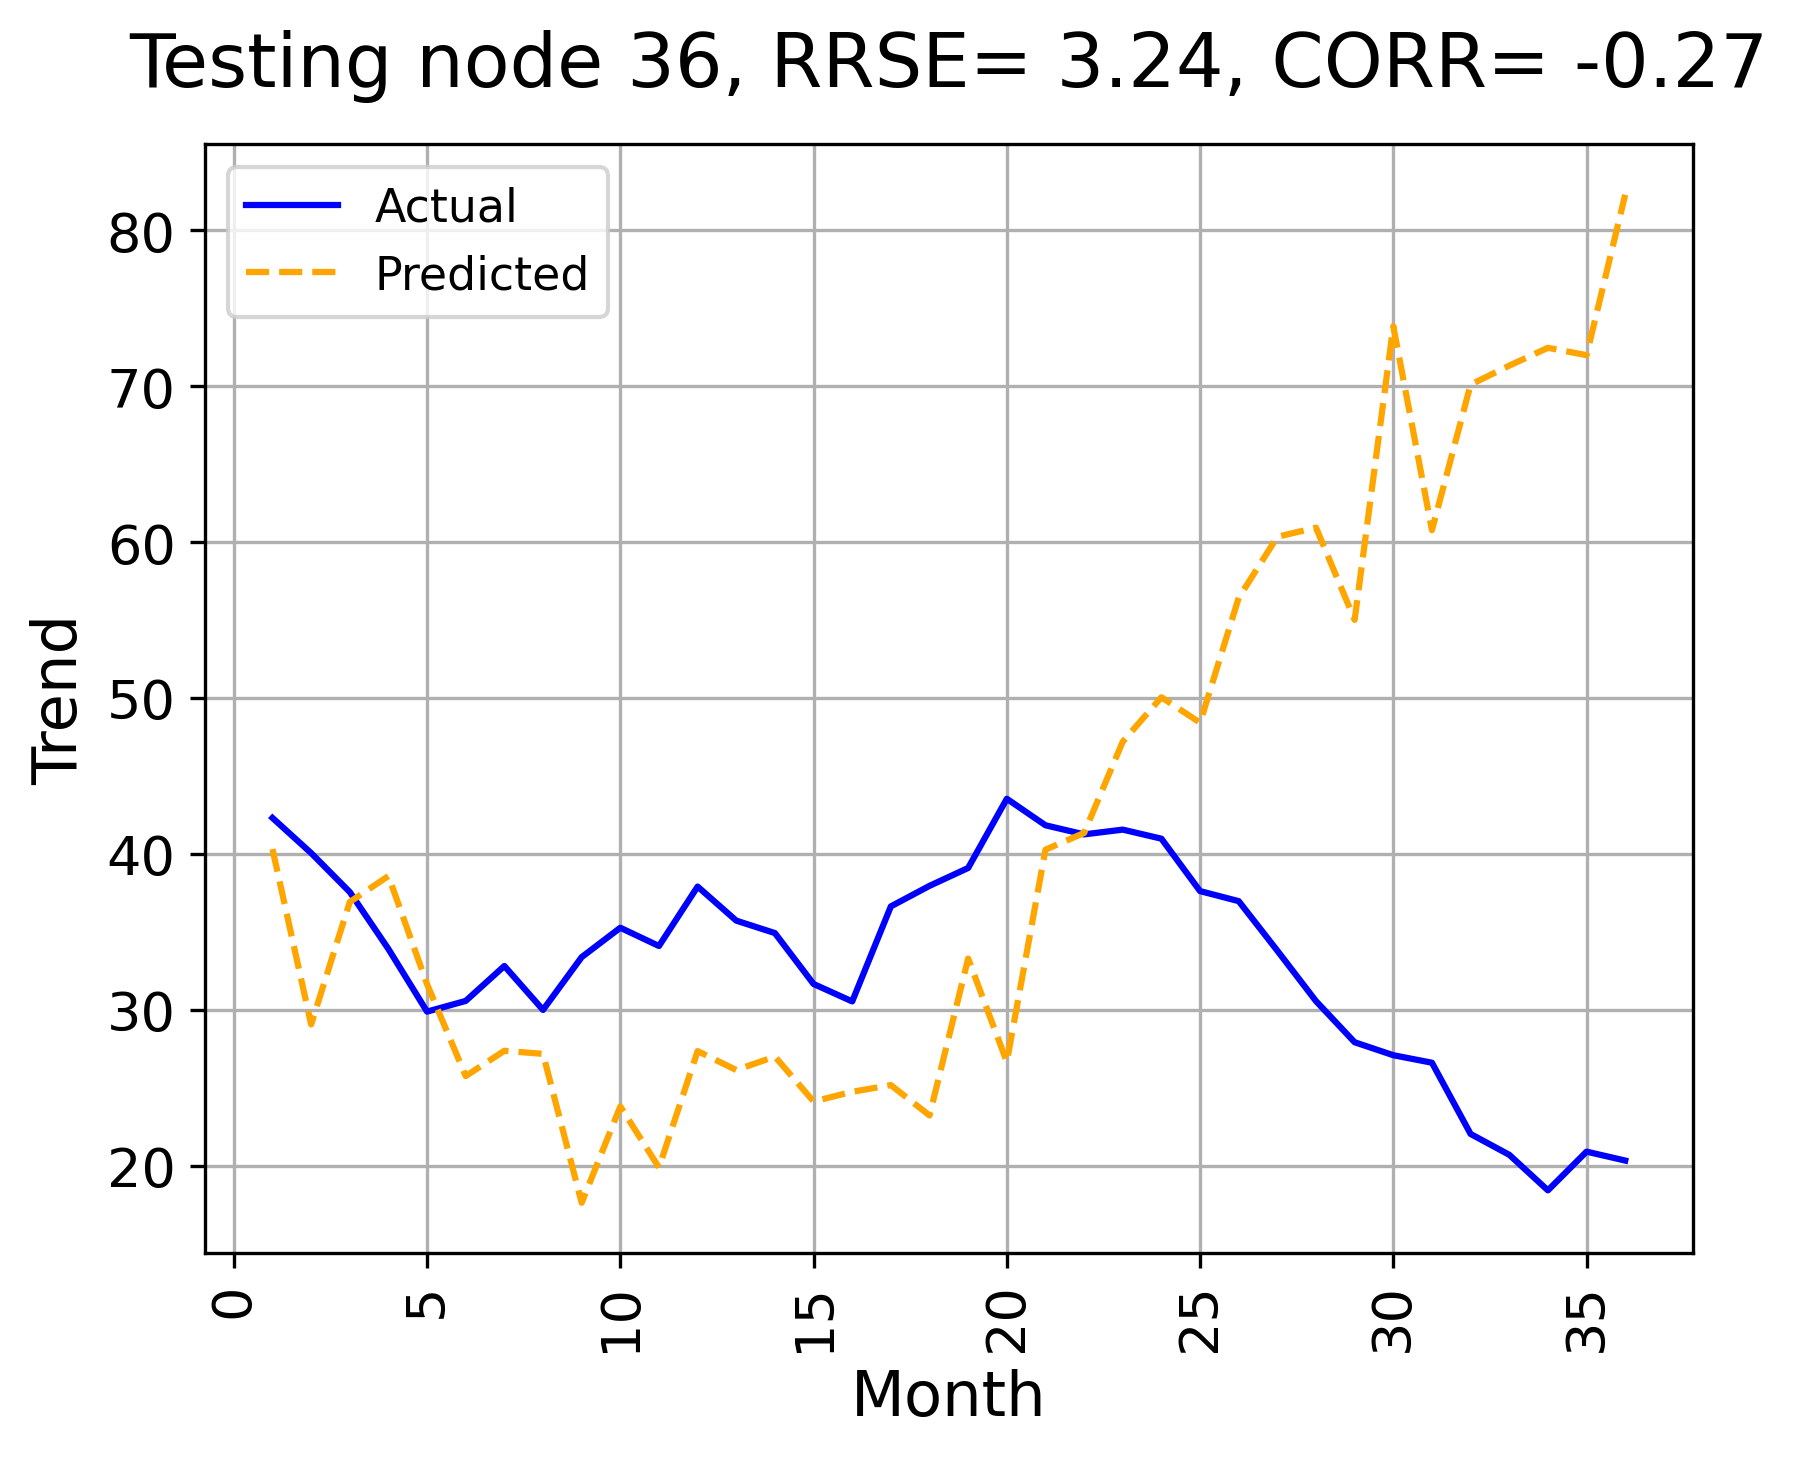 Testing node 36, RRSE= 3.24, CORR= -0.27
Actual
Predicted
80
70
60
50
40
30
20
Trend
0 5 10 15 20 25 30 35
Month